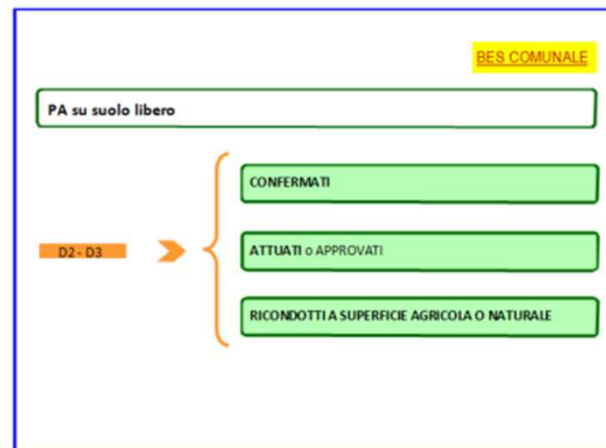 BES COMUNALE
PA su suolo libero
CONFERMATI
D2 - D3
ATTUATI o APPROVATI
RICONDOTTI A SUPERFICIE AGRICOLA O NATURALE